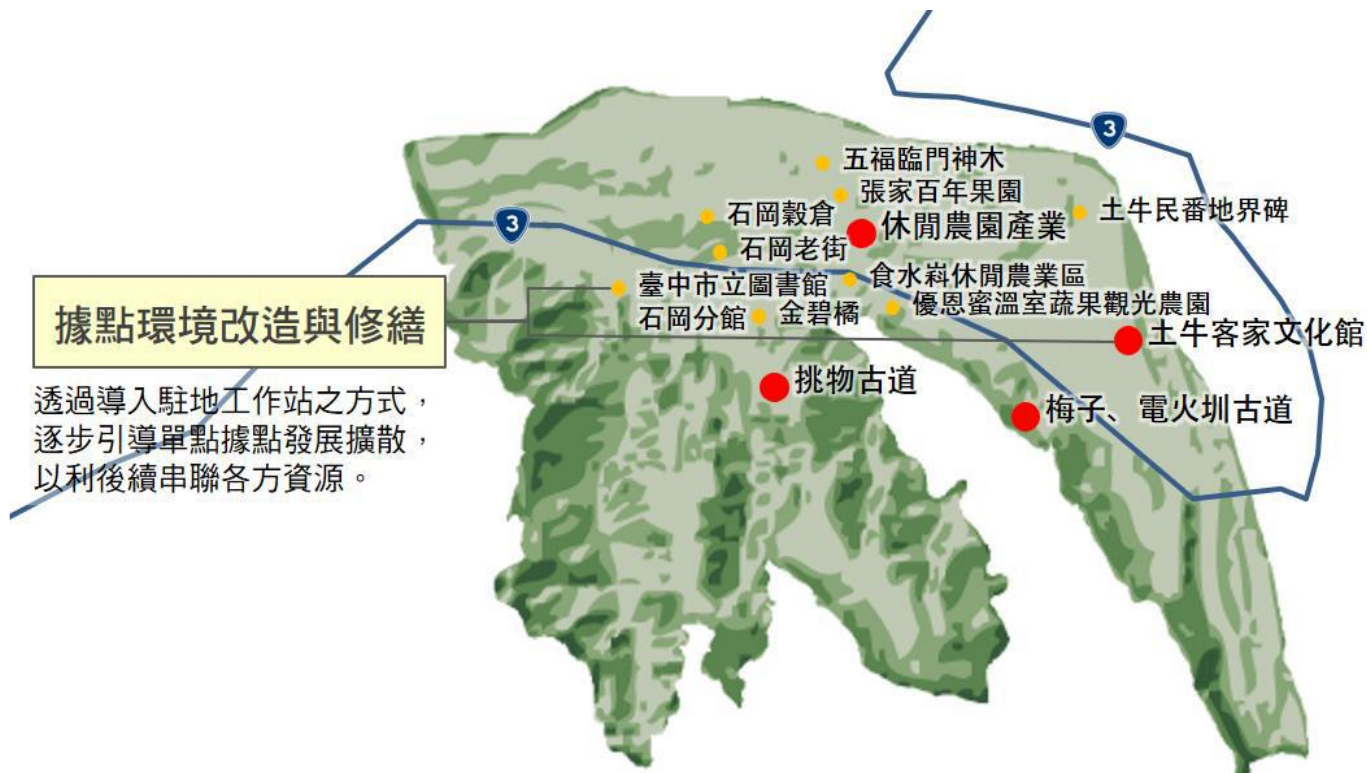 3
五福臨門神木
張家百年果園
土牛民番地界碑
石岡穀倉
休閒農園產業
3
石岡老街
食水嵙休閒農業區
臺中市立圖書館
石岡分館
金碧橋
優恩蜜溫室蔬果觀光農園
據點環境改造與修繕
土牛客家文化館
挑物古道
梅子、電火圳古道
透過導入駐地工作站之方式，
逐步引導單點據點發展擴散，
以利後續串聯各方資源。